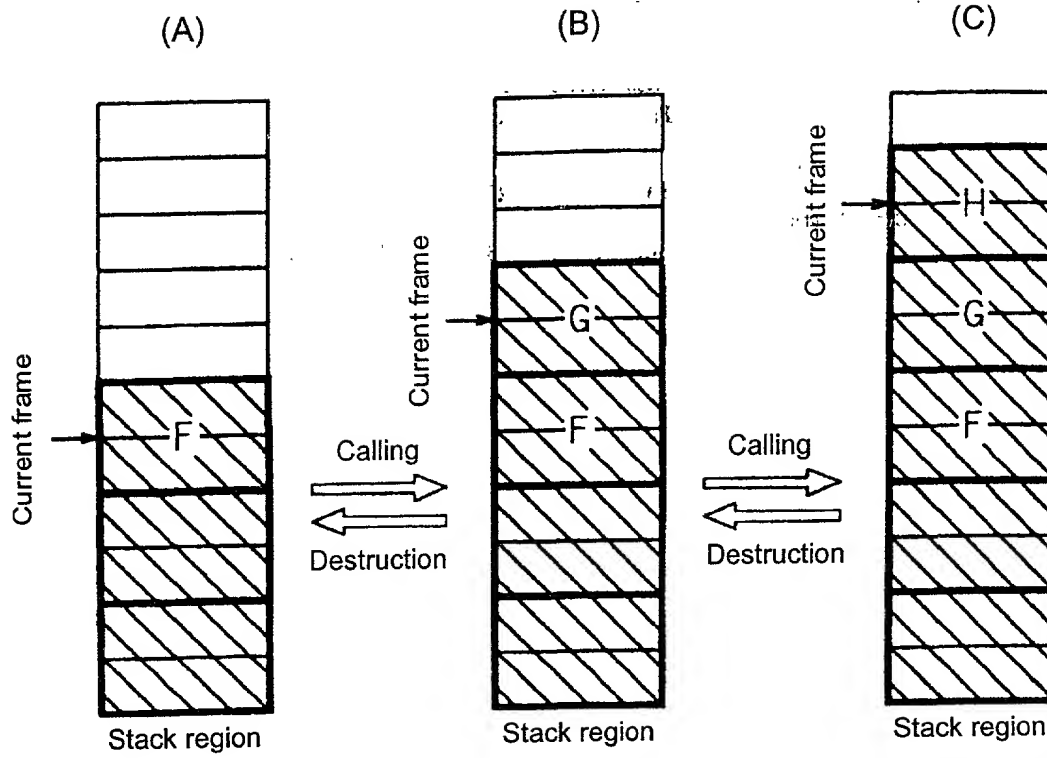 (A)
(B)
(C)
Current frame
F
Stack region
Calling
Destruction
Current frame
G
F
Stack region
Calling
Destruction
Current frame
H
G
F
Stack region